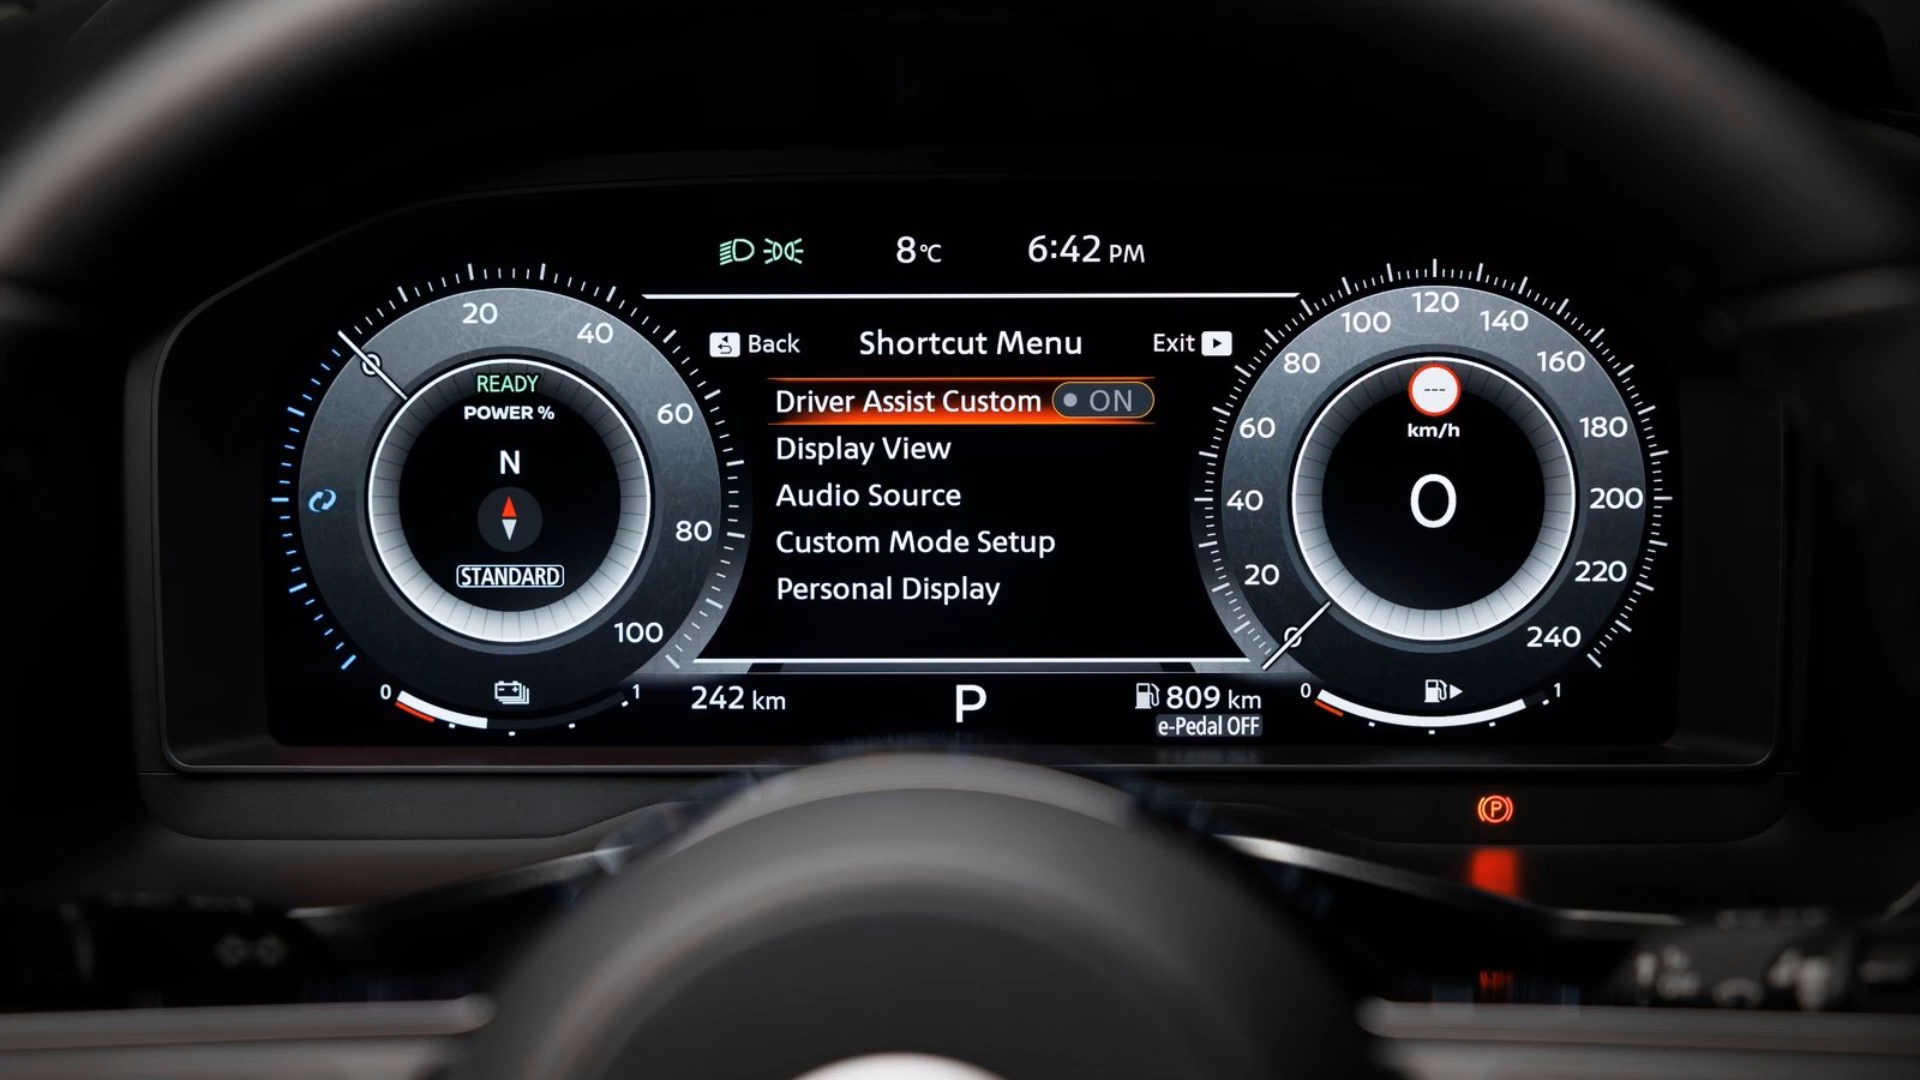 8°C 6:42 PM
Back Shortcut Menu Exit
Driver Assist Custom ON
Display View
Audio Source
Custom Mode Setup
Personal Display
0 20 40 60 80 100
READY
POWER %
N
STANDARD
0 1
0 20 40 60 80 100 120 140 160 180 200 220 240
---
km/h
0
0 1
242 km P 809 km
e-Pedal OFF
P